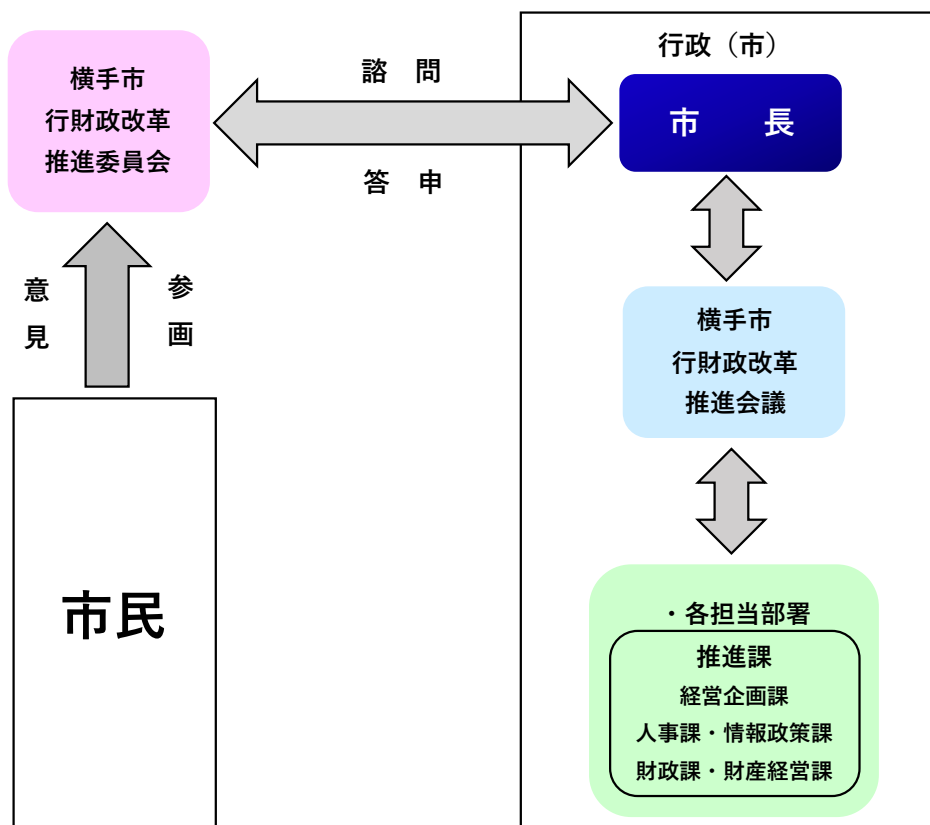 横手市
行財政改革
推進委員会
諮　問
答　申
行政（市）
市　　長
意見
参画
横手市
行財政改革
推進会議
市民
・各担当部署
推進課
経営企画課
人事課・情報政策課
財政課・財産経営課